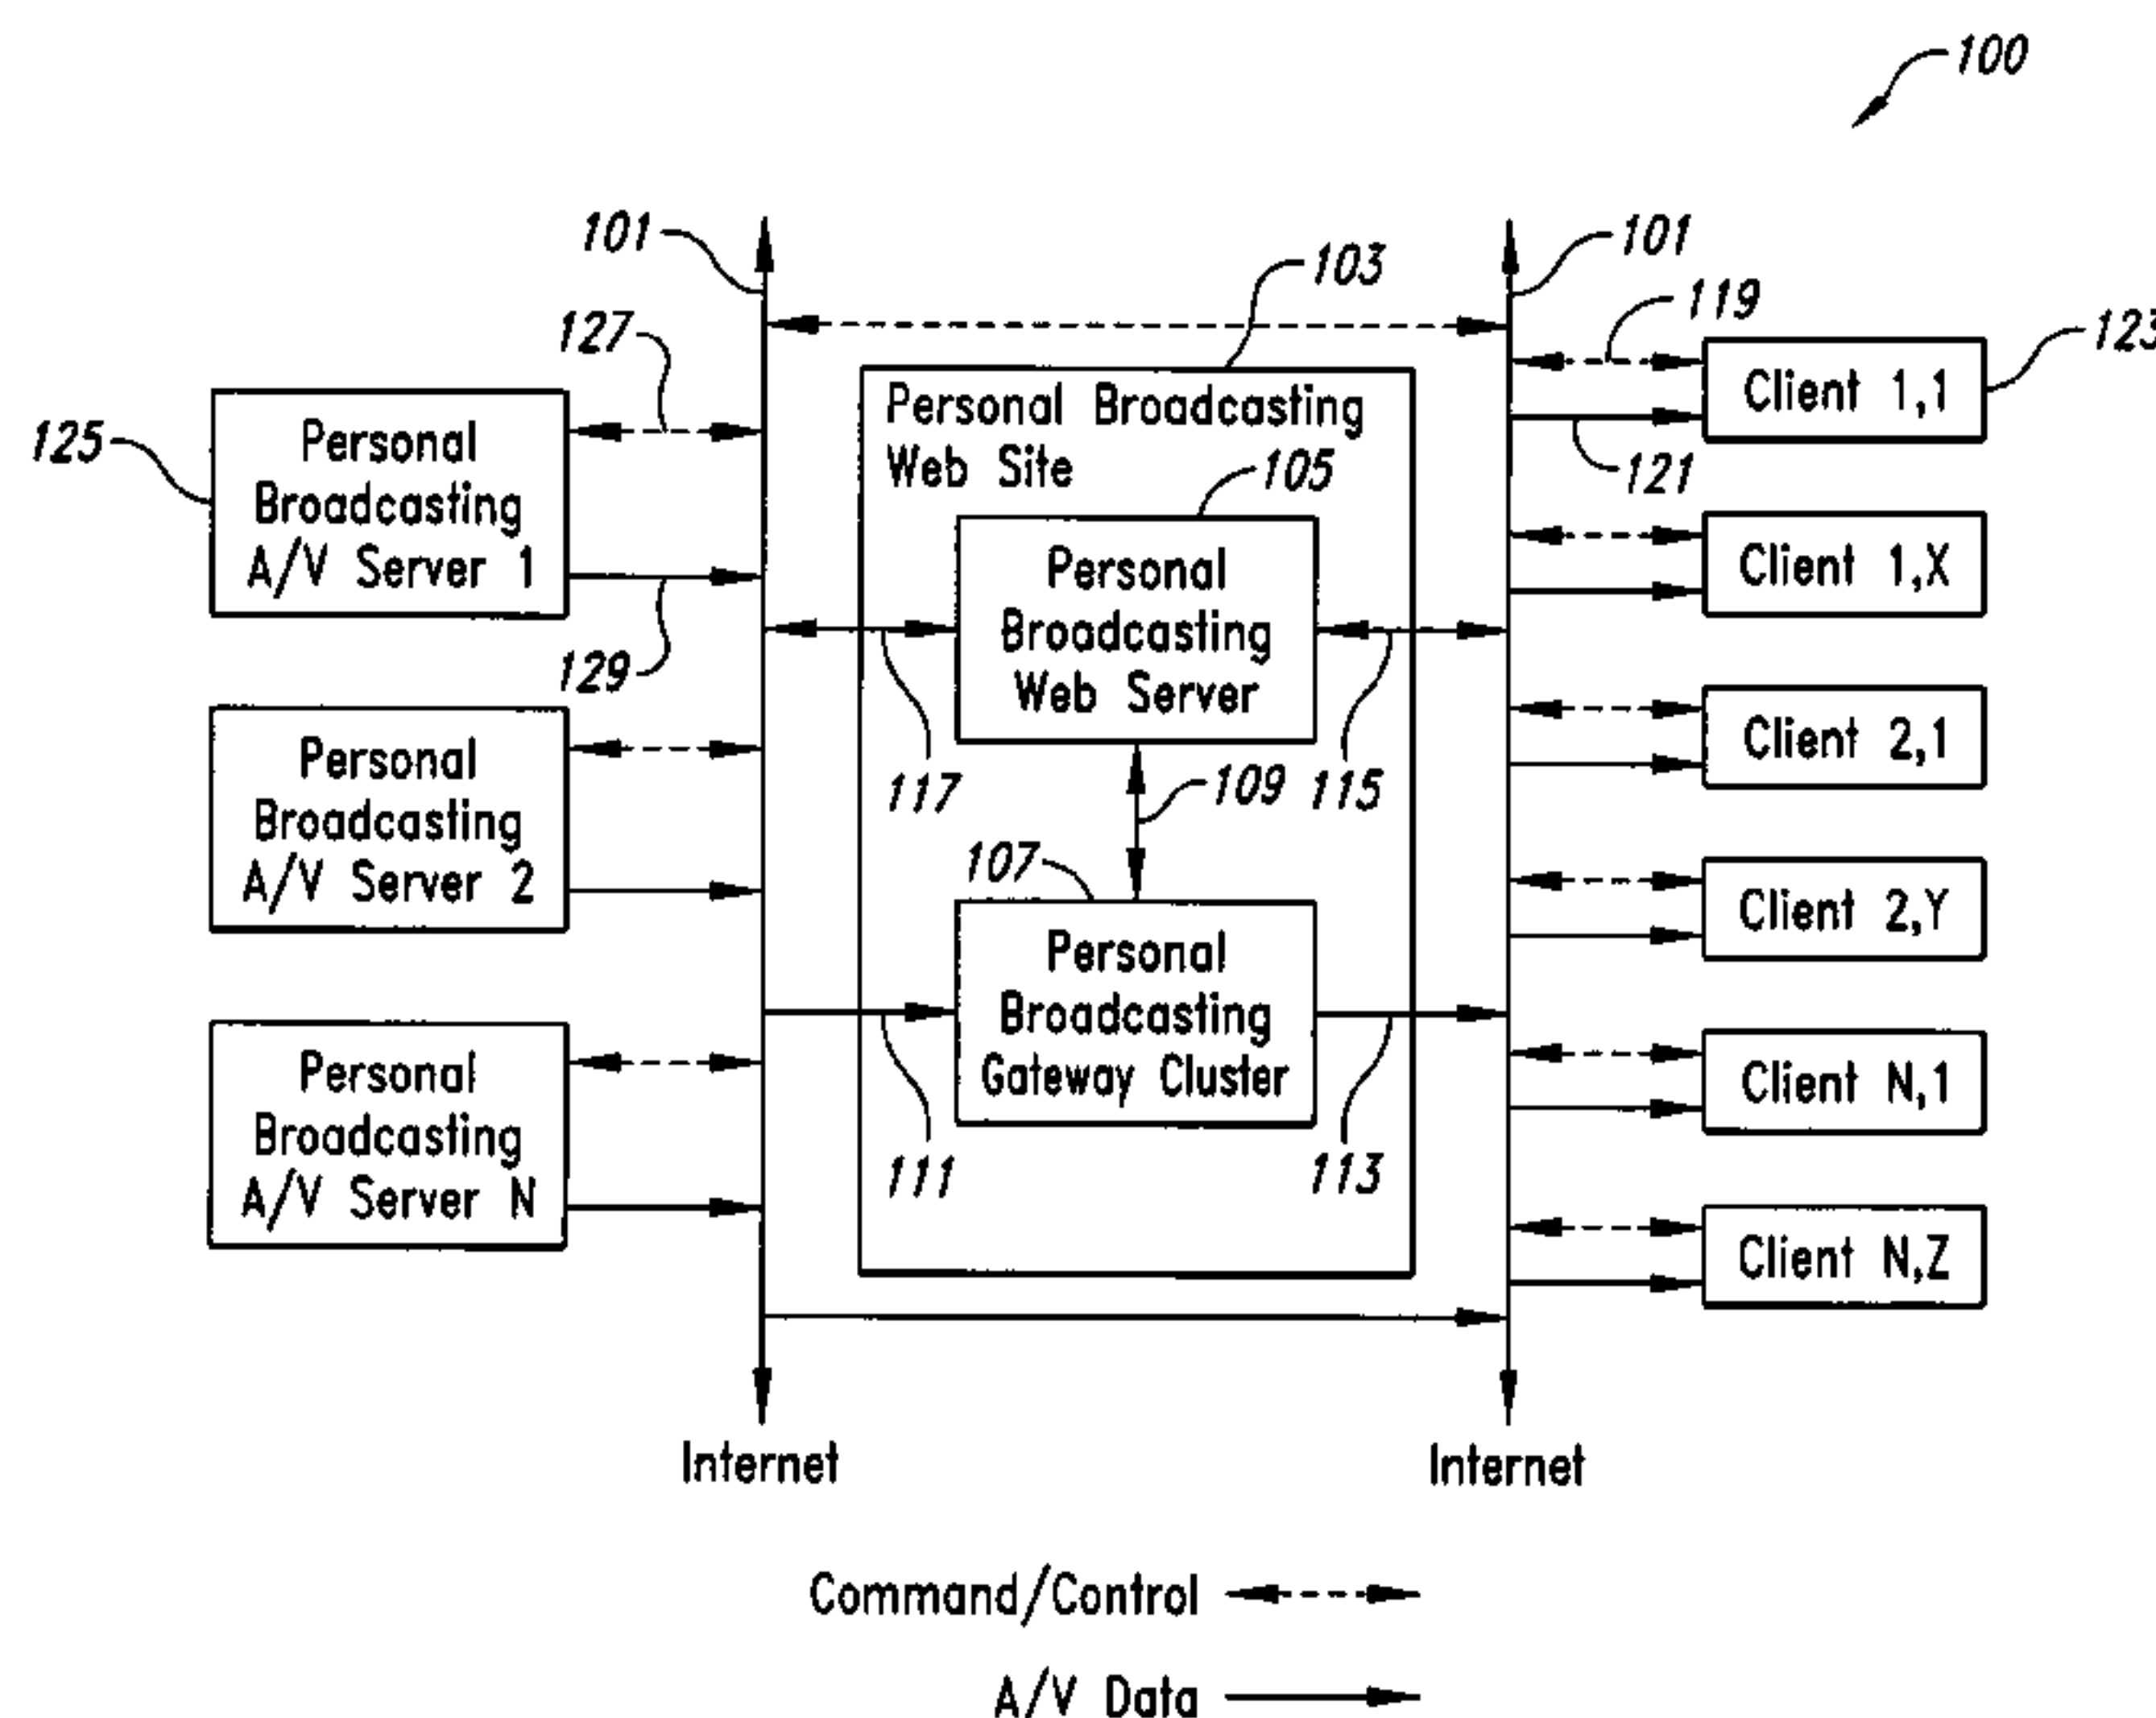 100
101
101
103
119
127
123
Client 1,1
Personal Broadcasting
Web Site
125
Personal
Broadcasting
A/V Server 1
105
121
Personal
Broadcasting
Web Server
Client 1,X
129
Personal
Broadcasting
A/V Server 2
117
109
115
Client 2,1
107
Client 2,Y
Personal
Broadcasting
Gateway Cluster
Personal
Broadcasting
A/V Server N
111
113
Client N,1
Client N,Z
Internet
Internet
Command/Control
A/V Data